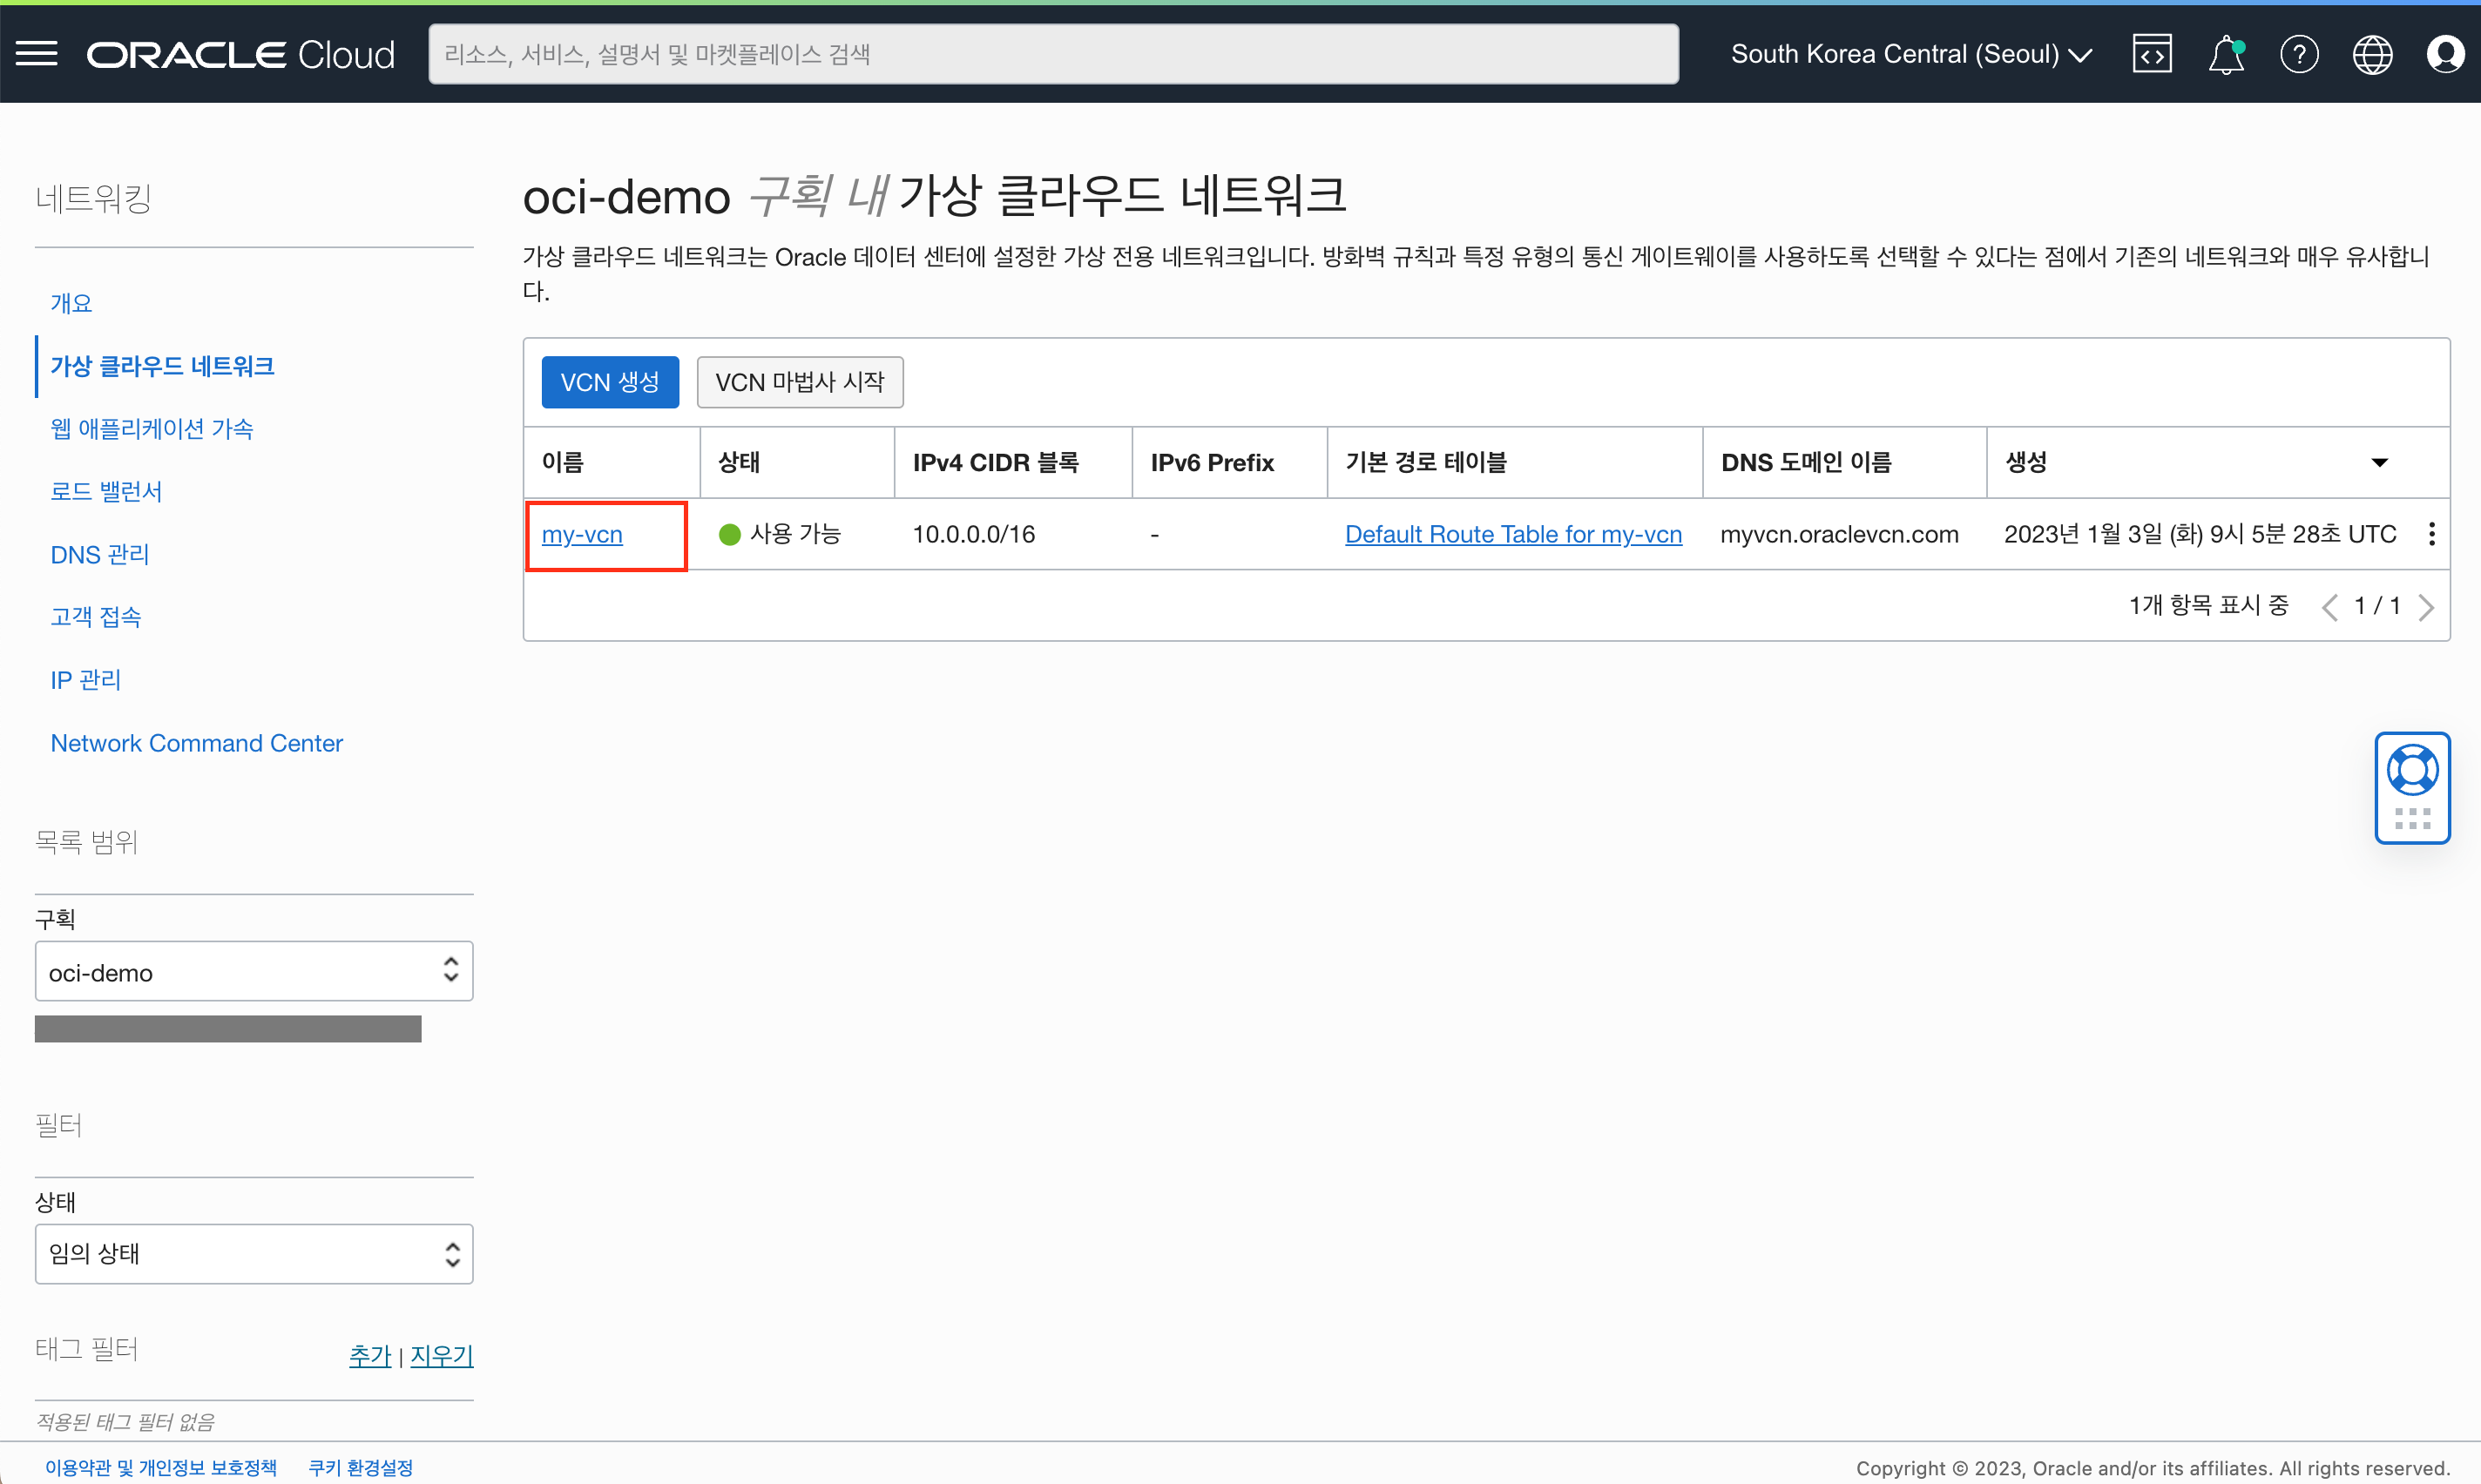 ORACLE Cloud
리소스, 서비스, 설명서 및 마켓플레이스 검색
South Korea Central (Seoul)
네트워킹
개요
가상 클라우드 네트워크
웹 애플리케이션 가속
로드 밸런서
DNS 관리
고객 접속
IP 관리
Network Command Center
목록 범위
구획
oci-demo
필터
상태
임의 상태
태그 필터 추가 | 지우기
적용된 태그 필터 없음
oci-demo 구획 내 가상 클라우드 네트워크
가상 클라우드 네트워크는 Oracle 데이터 센터에 설정한 가상 전용 네트워크입니다. 방화벽 규칙과 특정 유형의 통신 게이트웨이를 사용하도록 선택할 수 있다는 점에서 기존의 네트워크와 매우 유사합니
다.
VCN 생성 VCN 마법사 시작
이름 상태 IPv4 CIDR 블록 IPv6 Prefix 기본 경로 테이블 DNS 도메인 이름 생성
my-vcn 사용 가능 10.0.0.0/16 - Default Route Table for my-vcn myvcn.oraclevcn.com 2023년 1월 3일 (화) 9시 5분 28초 UTC
1개 항목 표시 중 1 / 1
이용약관 및 개인정보 보호정책 쿠키 환경설정
Copyright © 2023, Oracle and/or its affiliates. All rights reserved.